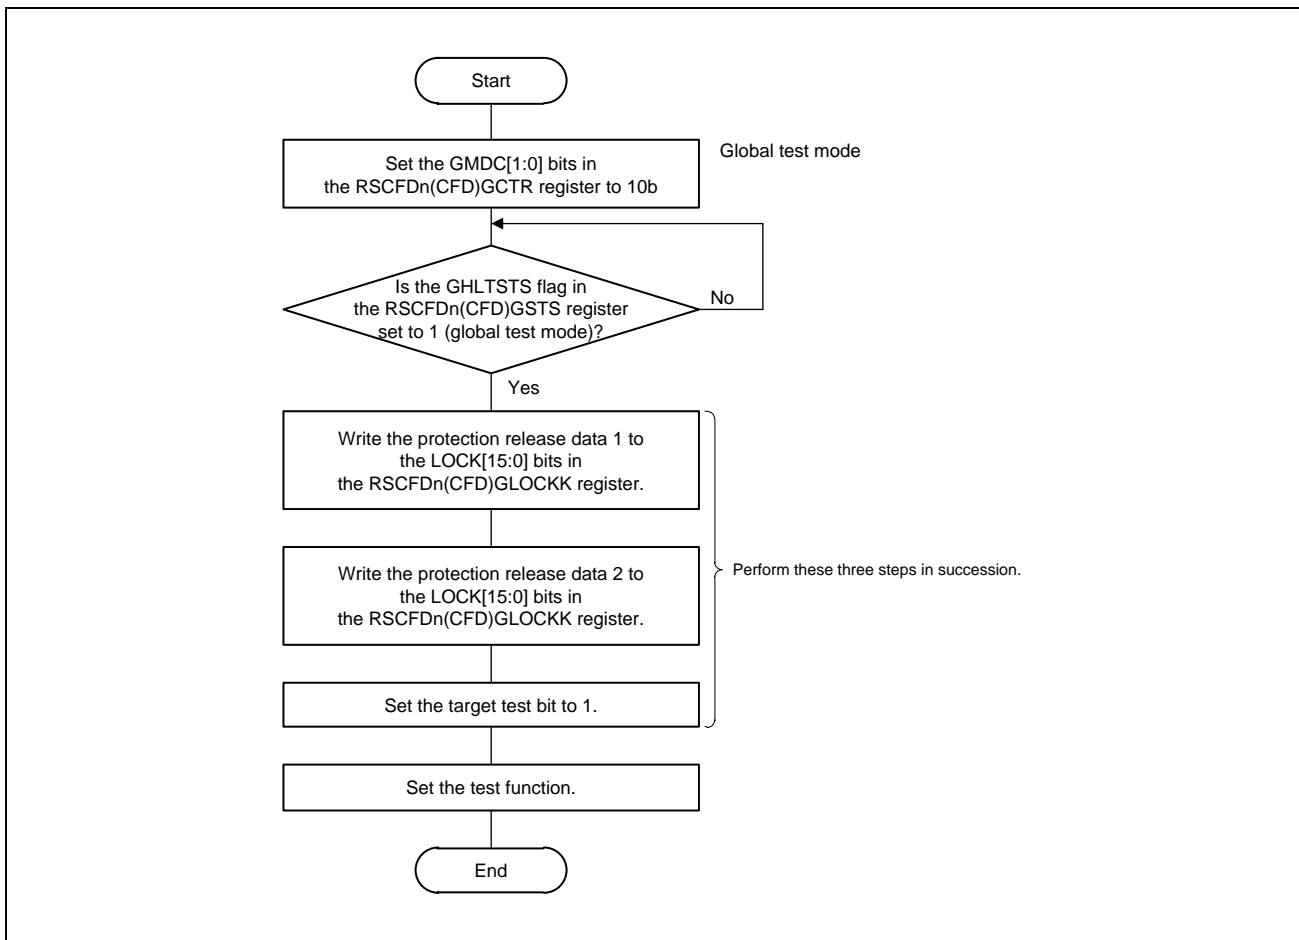 Start
Set the GMDC[1:0] bits in
the RSCFDn(CFD)GCTR register to 10b
Global test mode
Is the GHLTSTS flag in
the RSCFDn(CFD)GSTS register
set to 1 (global test mode)?
No
Yes
Write the protection release data 1 to
the LOCK[15:0] bits in
the RSCFDn(CFD)GLOCKK register.
Write the protection release data 2 to
the LOCK[15:0] bits in
the RSCFDn(CFD)GLOCKK register.
Perform these three steps in succession.
Set the target test bit to 1.
Set the test function.
End